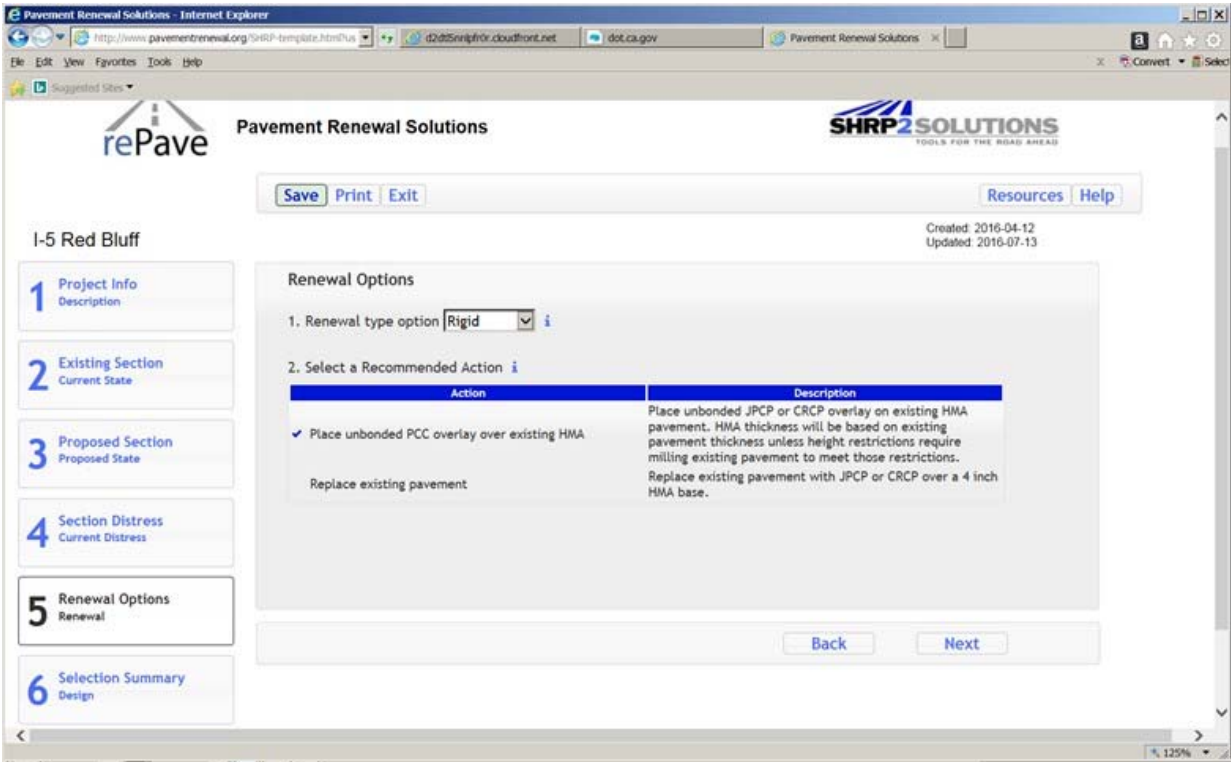 Pavement Renewal Solutions - Internet Explorer
http://www.pavementrenewal.org/SHRP-template.html?us
dot.ca.gov
Pavement Renewal Solutions
File Edit View Favorites Tools Help
Convert
Select
Suggested Sites
rePave
Pavement Renewal Solutions
SHRP2SOLUTIONS
TOOLS FOR THE ROAD AHEAD
Save Print Exit
Resources Help
I-5 Red Bluff
Created: 2016-04-12
Updated: 2016-07-13
1 Project Info
Description
2 Existing Section
Current State
3 Proposed Section
Proposed State
4 Section Distress
Current Distress
5 Renewal Options
Renewal
6 Selection Summary
Design
Renewal Options
1. Renewal type option Rigid i
2. Select a Recommended Action i
Action Description
Place unbonded PCC overlay over existing HMA
Place unbonded JPCP or CRCP overlay on existing HMA
pavement. HMA thickness will be based on existing
pavement thickness unless height restrictions require
milling existing pavement to meet those restrictions.
Replace existing pavement
Replace existing pavement with JPCP or CRCP over a 4 inch
HMA base.
Back Next
125%